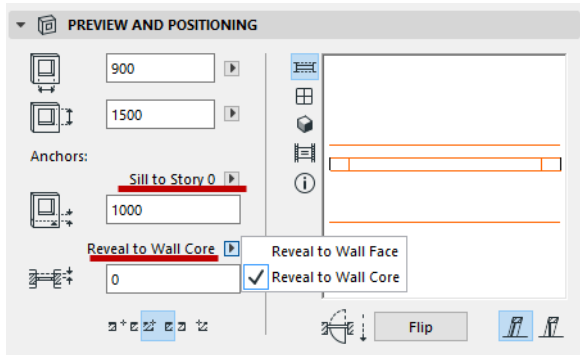 PREVIEW AND POSITIONING
900
1500
Anchors:
Sill to Story 0
1000
Reveal to Wall Core
0
Reveal to Wall Face
Reveal to Wall Core
Flip